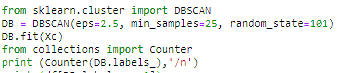 from sklearn.cluster import DBSCAN
DB = DBSCAN(eps=2.5, min_samples=25, random_state=101)
DB.fit(Xc)
from collections import Counter
print (Counter(DB.labels_),'/n')